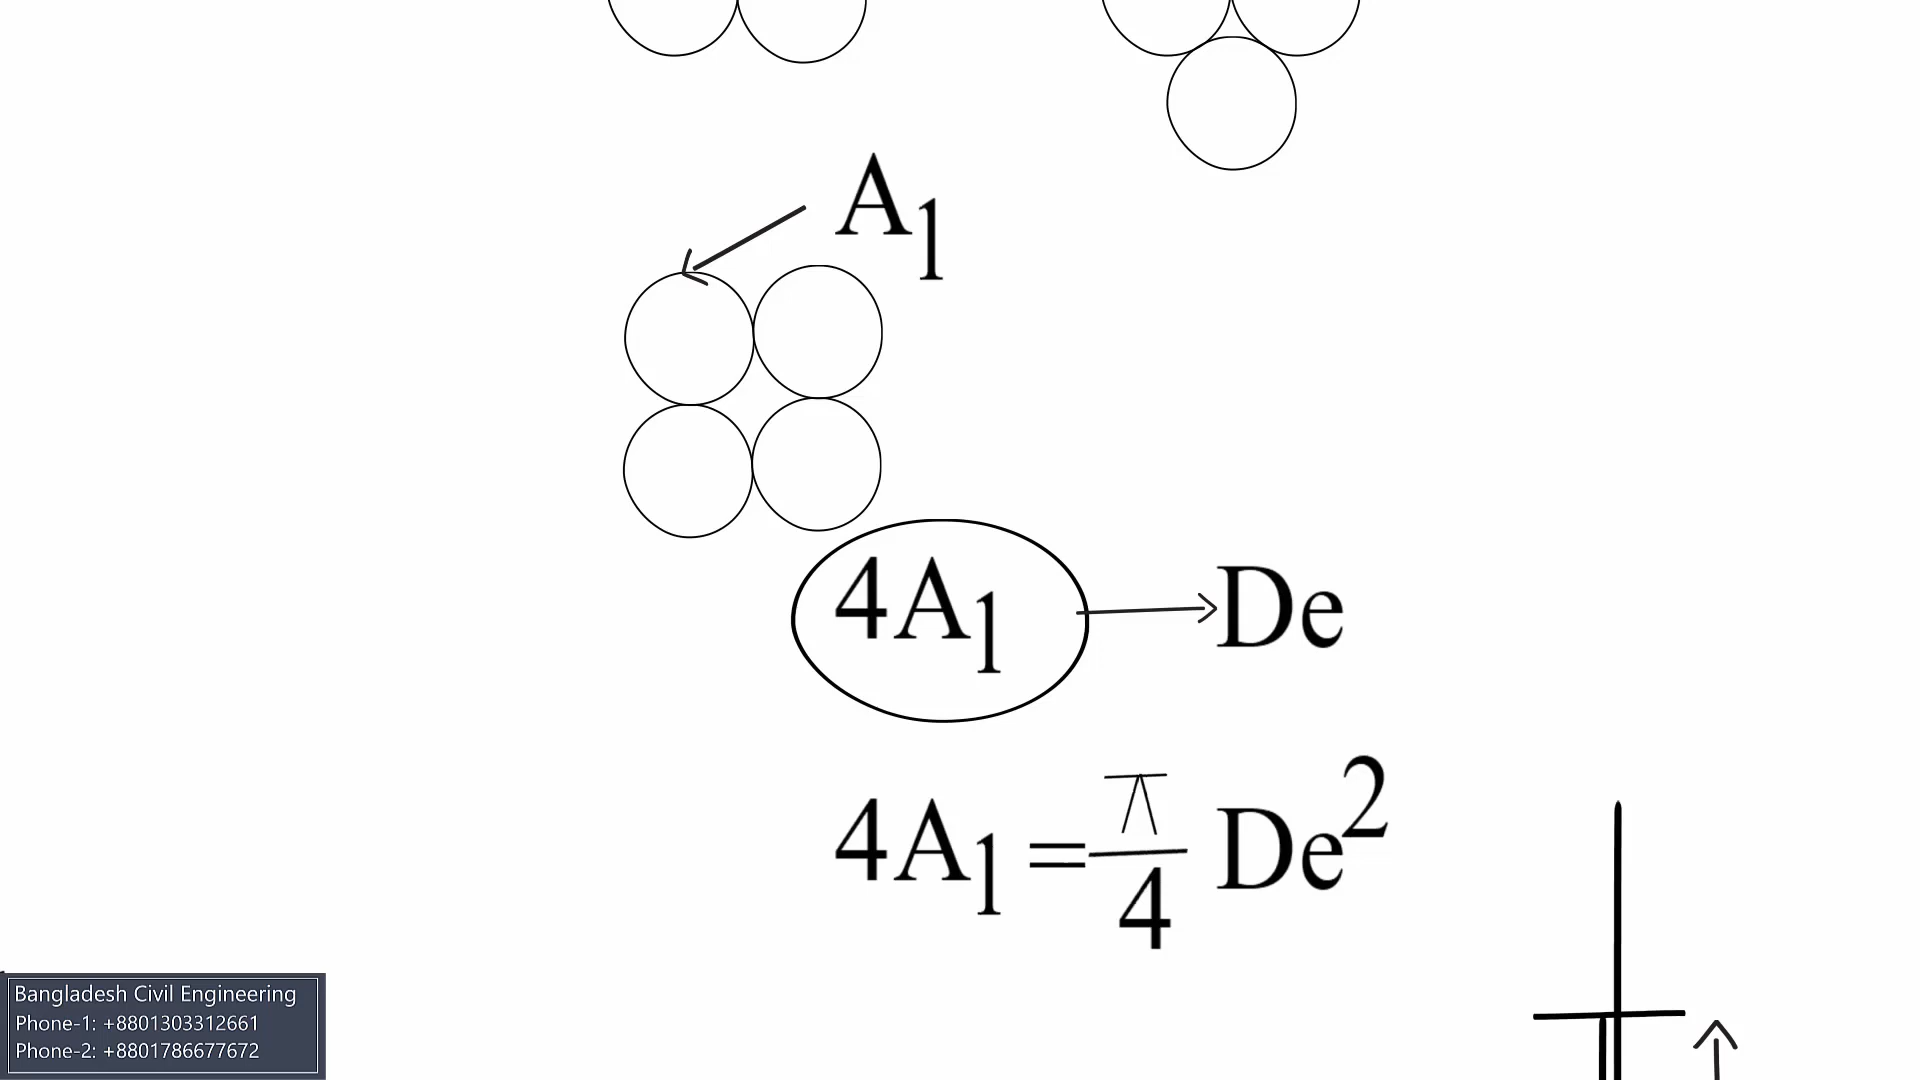 A₁
4A₁ → De
4A₁ = π/4 De²
Bangladesh Civil Engineering
Phone-1: +8801303312661
Phone-2: +8801786677672